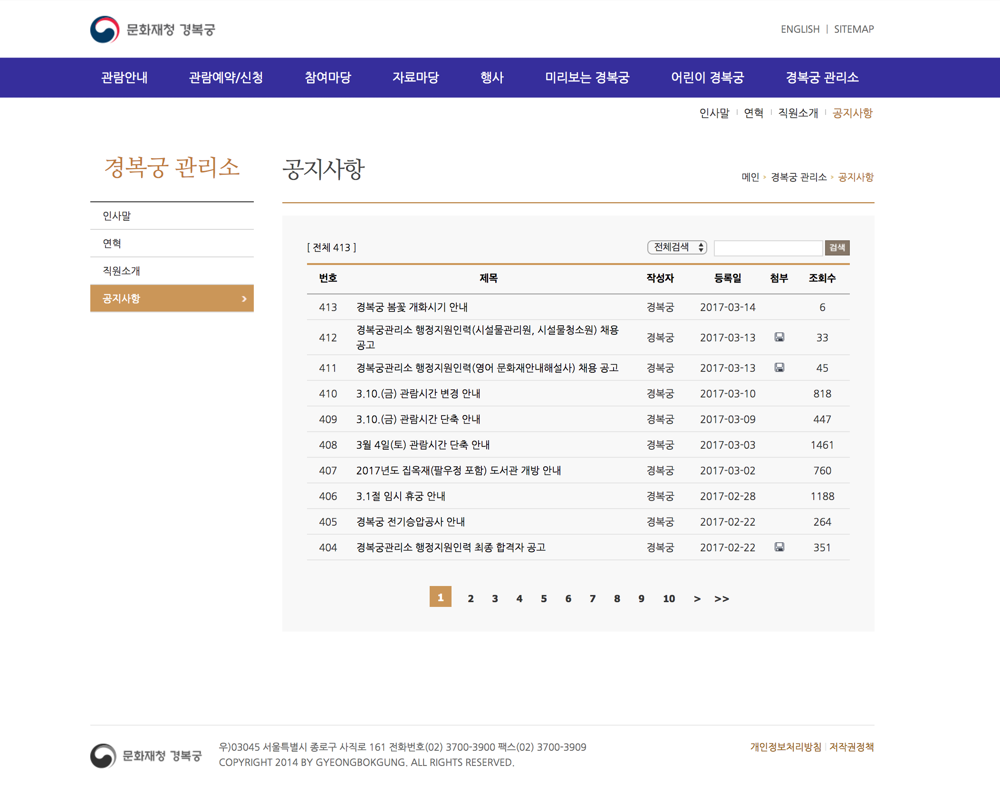 문화재청 경복궁
ENGLISH | SITEMAP
관람안내 관람예약/신청 참여마당 자료마당 행사 미리보는 경복궁 어린이 경복궁 경복궁 관리소
인사말 연혁 직원소개 공지사항
경복궁 관리소
인사말
연혁
직원소개
공지사항
공지사항
메인 > 경복궁 관리소 > 공지사항
[ 전체 413 ] 전체검색 검색
번호 제목 작성자 등록일 첨부 조회수
413 경복궁 봄꽃 개화시기 안내 경복궁 2017-03-14 6
412 경복궁관리소 행정지원인력(시설물관리원, 시설물청소원) 채용
공고 경복궁 2017-03-13 33
411 경복궁관리소 행정지원인력(영어 문화재안내해설사) 채용 공고 경복궁 2017-03-13 45
410 3.10.(금) 관람시간 변경 안내 경복궁 2017-03-10 818
409 3.10.(금) 관람시간 단축 안내 경복궁 2017-03-09 447
408 3월 4일(토) 관람시간 단축 안내 경복궁 2017-03-03 1461
407 2017년도 집옥재(팔우정 포함) 도서관 개방 안내 경복궁 2017-03-02 760
406 3.1절 임시 휴궁 안내 경복궁 2017-02-28 1188
405 경복궁 전기승압공사 안내 경복궁 2017-02-22 264
404 경복궁관리소 행정지원인력 최종 합격자 공고 경복궁 2017-02-22 351
1 2 3 4 5 6 7 8 9 10 > >>
문화재청 경복궁
우)03045 서울특별시 종로구 사직로 161 전화번호(02) 3700-3900 팩스(02) 3700-3909
COPYRIGHT 2014 BY GYEONGBOKGUNG. ALL RIGHTS RESERVED.
개인정보처리방침 | 저작권정책